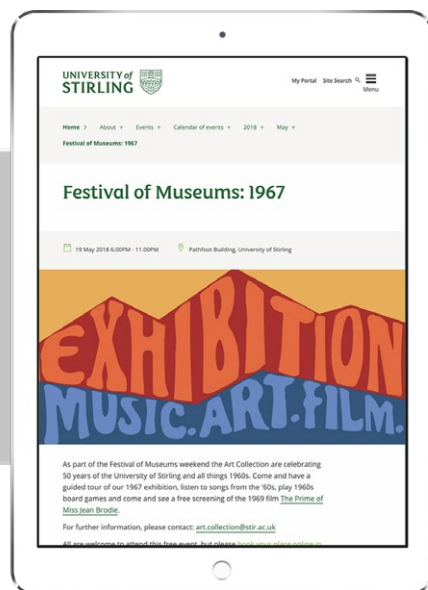 UNIVERSITY of
STIRLING
My Portal Site Search
Menu
Home > About + Events + Calendar of events + 2018 + May +
Festival of Museums: 1967
Festival of Museums: 1967
19 May 2018 6.00PM - 11.00PM Pathfoot Building, University of Stirling
EXHIBITION
MUSIC.ART.FILM.
As part of the Festival of Museums weekend the Art Collection are celebrating
50 years of the University of Stirling and all things 1960s. Come and have a
guided tour of our 1967 exhibition, listen to songs from the '60s, play 1960s
board games and come and see a free screening of the 1969 film The Prime of
Miss Jean Brodie.
For further information, please contact: art.collection@stir.ac.uk
All are welcome to attend this free event, but please book your place online in